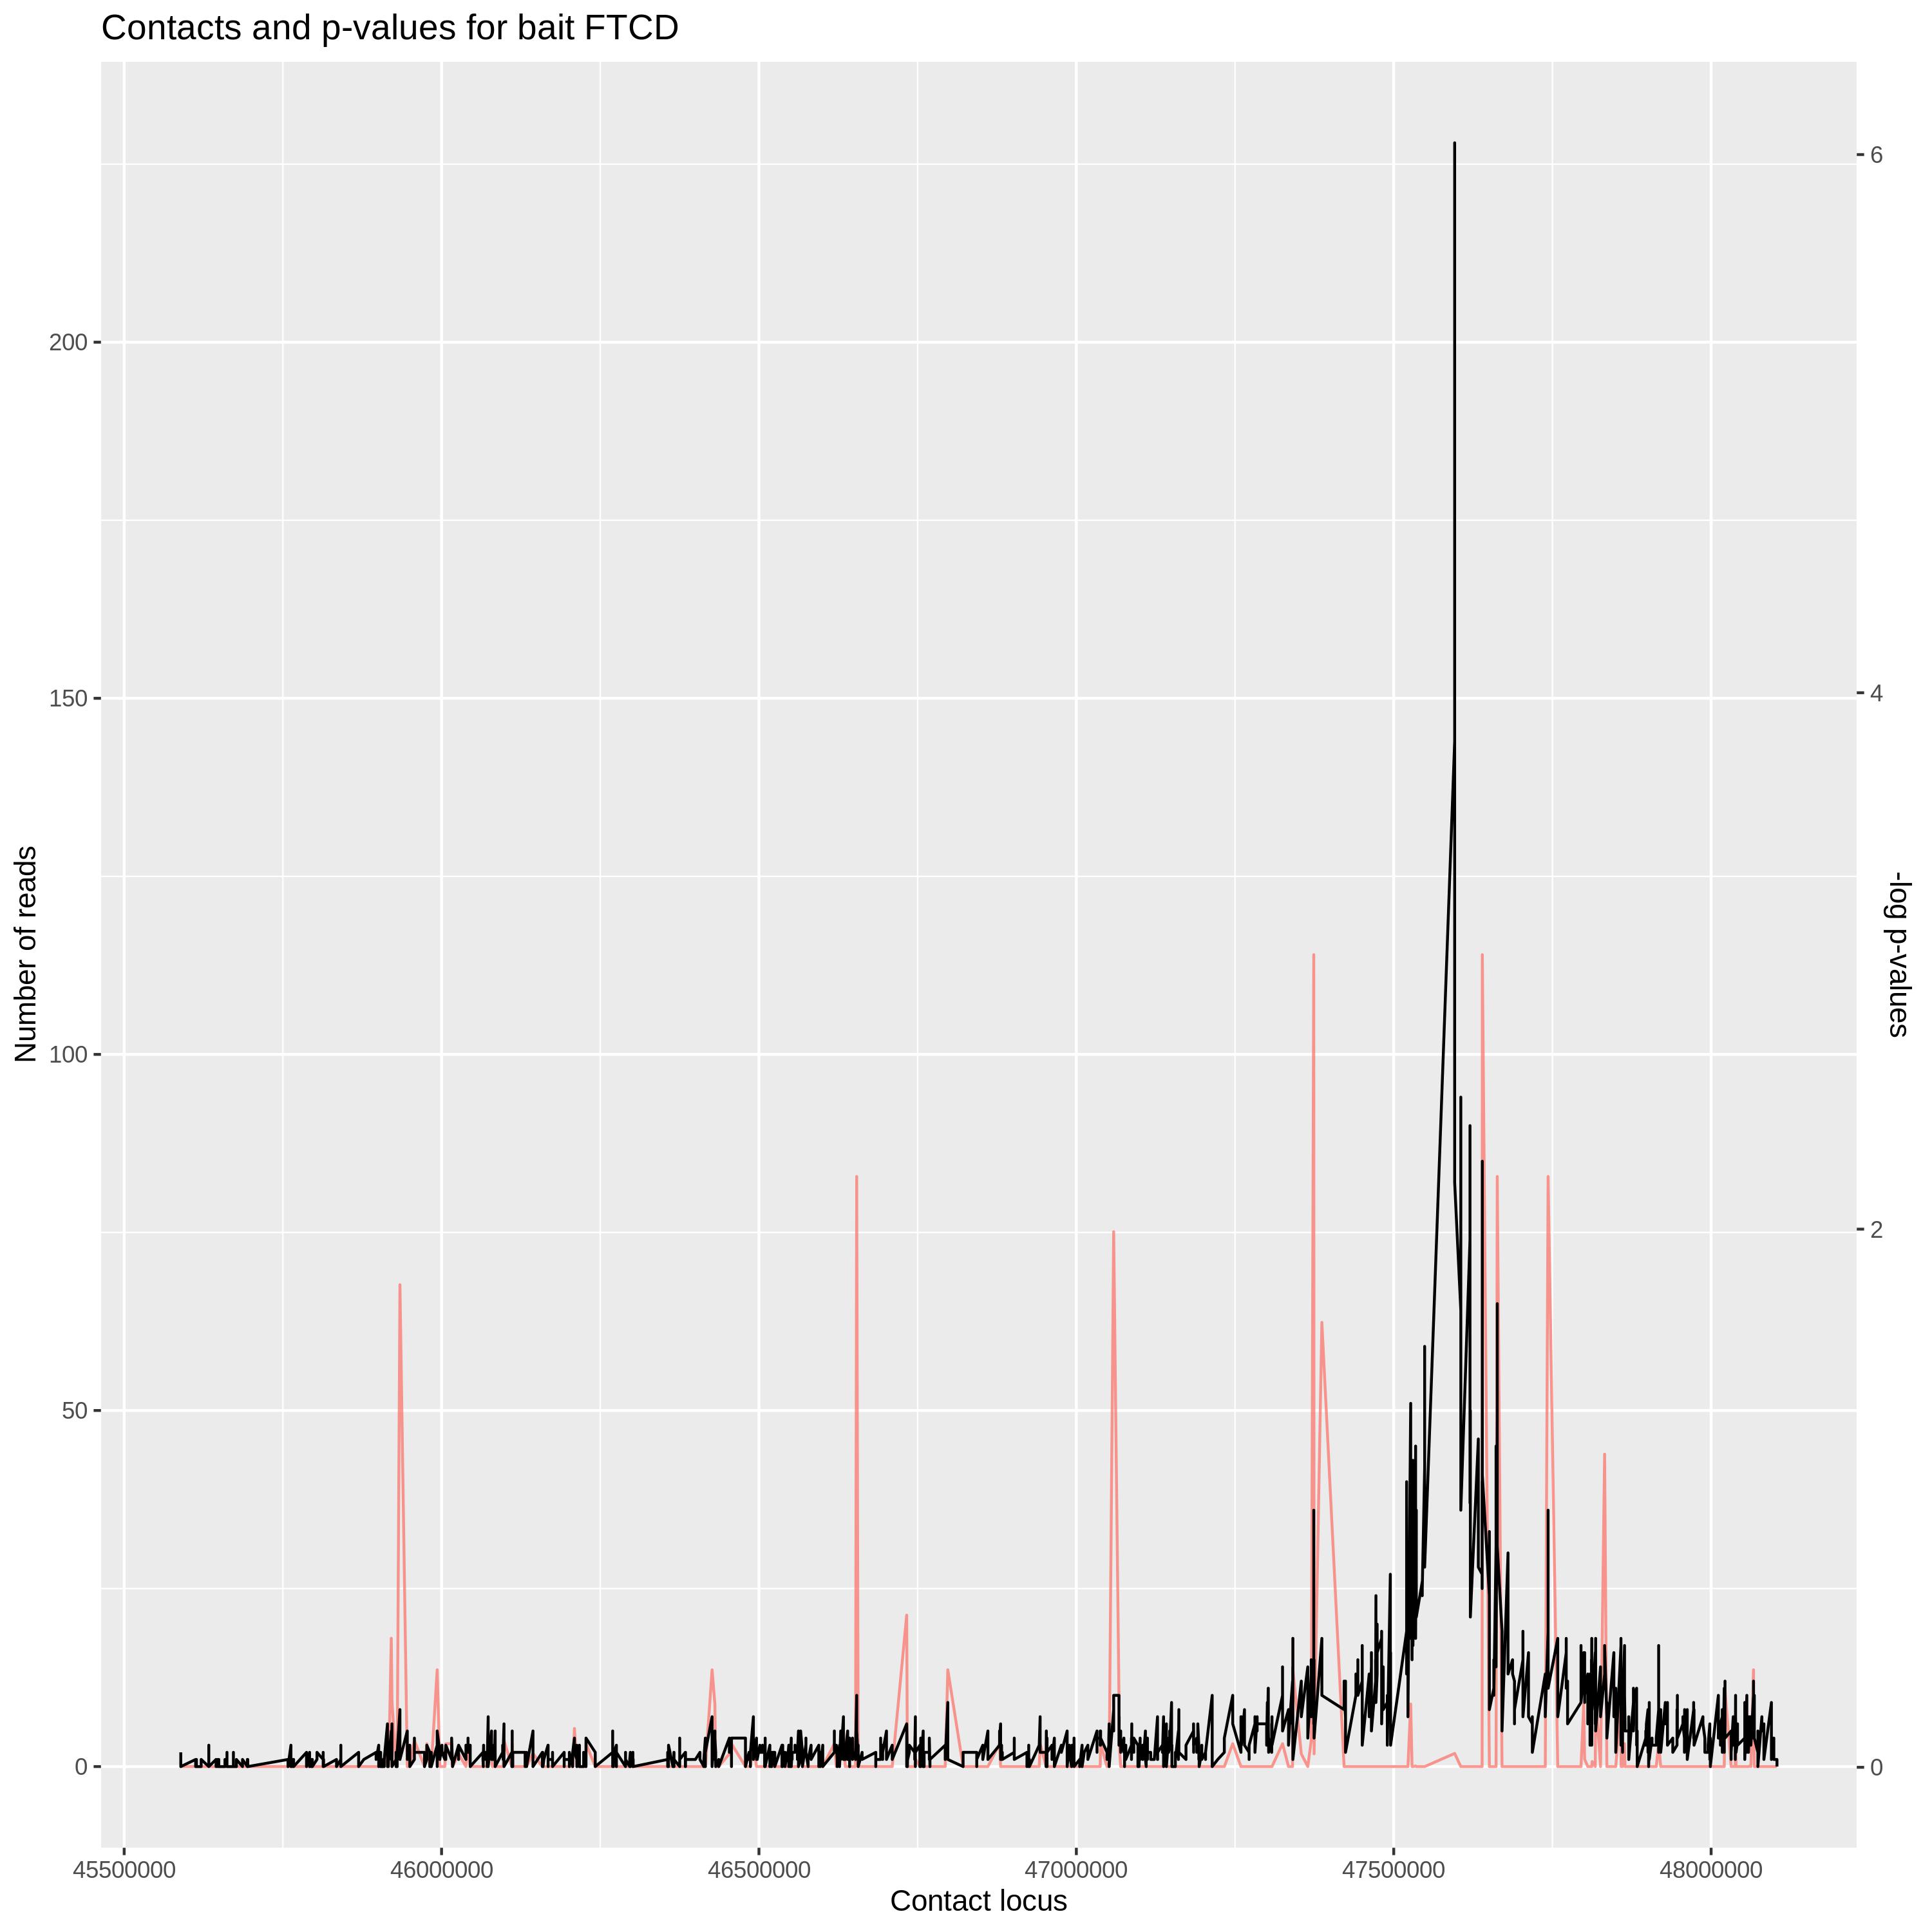 Contacts and p-values for bait FTCD
Number of reads
200
150
100
50
0
6
4
2
0
-log p-values
45500000 46000000 46500000 47000000 47500000 48000000
Contact locus